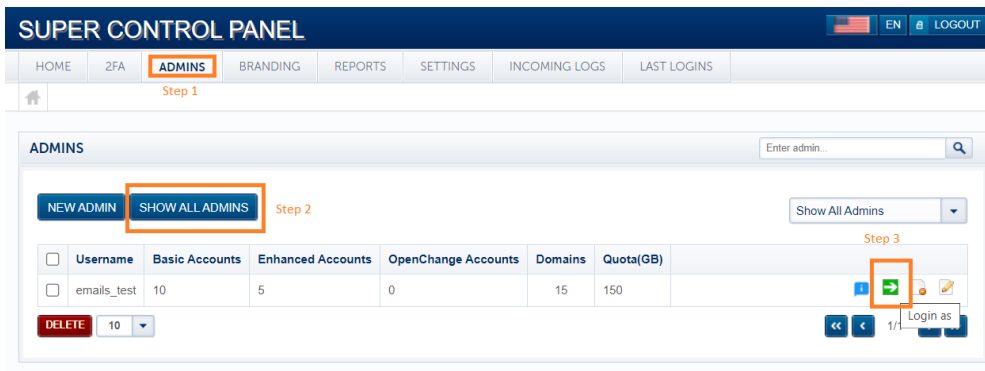 SUPER CONTROL PANEL
EN LOGOUT
HOME 2FA ADMINS BRANDING REPORTS SETTINGS INCOMING LOGS LAST LOGINS
Step 1
ADMINS
Enter admin...
NEW ADMIN SHOW ALL ADMINS Step 2
Show All Admins
Step 3
Username Basic Accounts Enhanced Accounts OpenChange Accounts Domains Quota(GB)
emails_test 10 5 0 15 150
Login as
DELETE 10
1/1